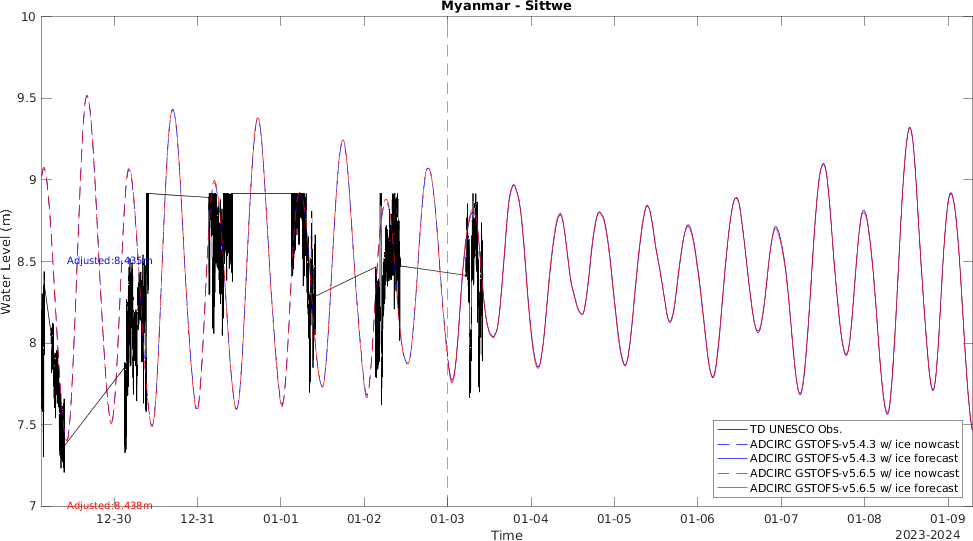 Myanmar - Sittwe
10
9.5
9
8.5
8
7.5
7
Water Level (m)
Adjusted:8.435m
Adjusted:8.438m
TD UNESCO Obs.
ADCIRC GSTOFS-v5.4.3 w/ ice nowcast
ADCIRC GSTOFS-v5.4.3 w/ ice forecast
ADCIRC GSTOFS-v5.6.5 w/ ice nowcast
ADCIRC GSTOFS-v5.6.5 w/ ice forecast
12-30 12-31 01-01 01-02 01-03 01-04 01-05 01-06 01-07 01-08 01-09
Time
2023-2024